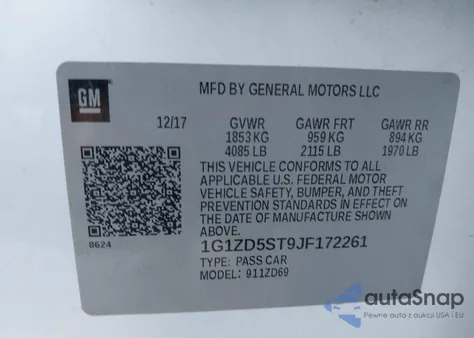 GM
MFD BY GENERAL MOTORS LLC
12/17 GVWR GAWR FRT GAWR RR
1853 KG 959 KG 894 KG
4085 LB 2115 LB 1970 LB
THIS VEHICLE CONFORMS TO ALL
APPLICABLE U.S. FEDERAL MOTOR
VEHICLE SAFETY, BUMPER, AND THEFT
PREVENTION STANDARDS IN EFFECT ON
THE DATE OF MANUFACTURE SHOWN
ABOVE.
8624
1G1ZD5ST9JF172261
TYPE: PASS CAR
MODEL: 911ZD69
autoSnap
Pewne auta z aukcji USA i EU